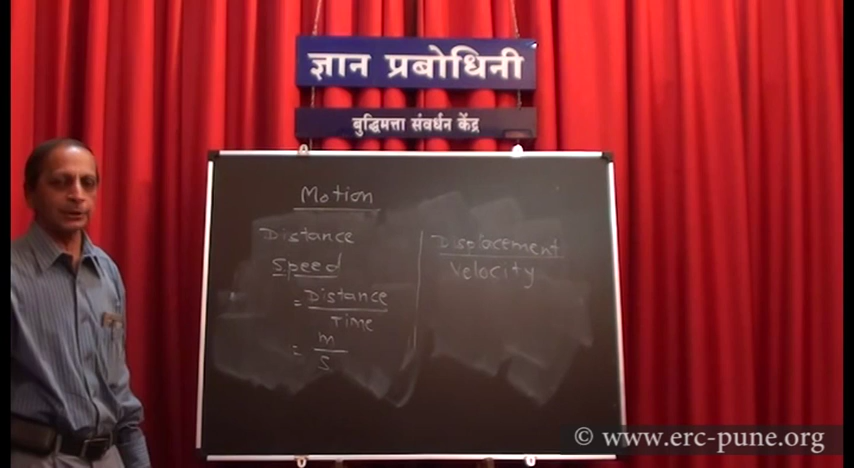 ज्ञान प्रबोधिनी
बुद्धिमत्ता संवर्धन केंद्र
Motion
Distance
Speed
= Distance
Time
= m
s
Displacement
Velocity
© www.erc-pune.org